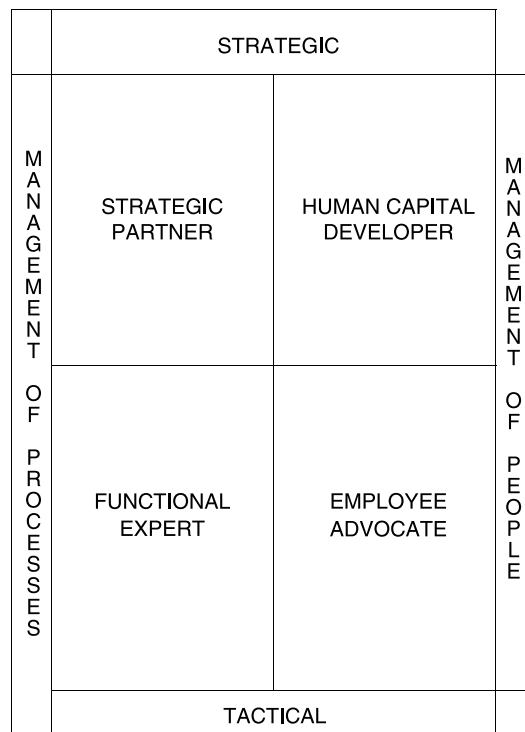 STRATEGIC
MANAGEMENT OF PROCESSES
STRATEGIC
PARTNER
HUMAN CAPITAL
DEVELOPER
MANAGEMENT OF PEOPLE
FUNCTIONAL
EXPERT
EMPLOYEE
ADVOCATE
TACTICAL